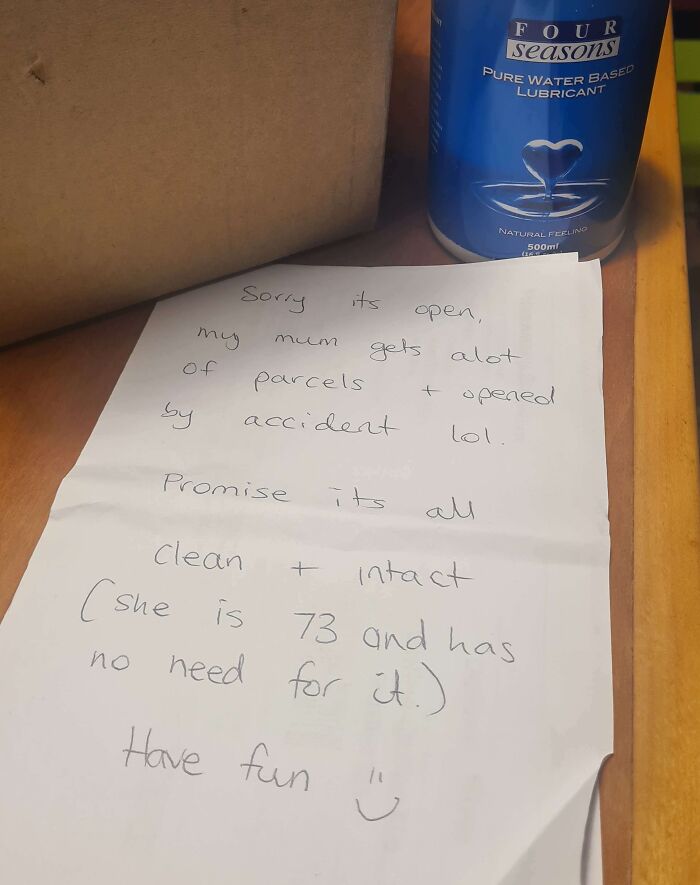 FOUR
seasons
PURE WATER BASED
LUBRICANT
NATURAL FEELING
500ml
Sorry its open,
my mum gets alot
of parcels + opened
by accident lol.
Promise its all
clean + intact
(she is 73 and has
no need for it.)
Have fun